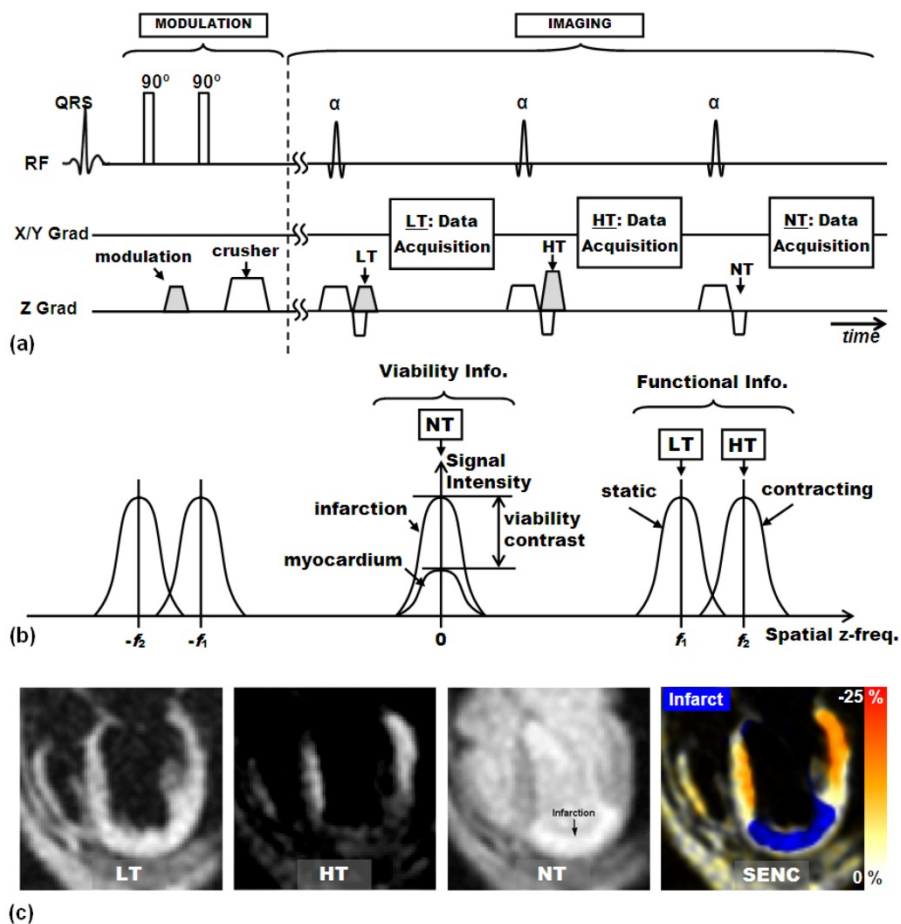 MODULATION
IMAGING
90º
90º
QRS
α
α
α
RF
X/Y Grad
LT: Data
Acquisition
HT: Data
Acquisition
NT: Data
Acquisition
modulation
crusher
LT
HT
NT
Z Grad
time
(a)
Viability Info.
Functional Info.
NT
LT
HT
Signal
Intensity
infarction
viability
contrast
static
contracting
myocardium
-f₂
-f₁
0
f₁
f₂
Spatial z-freq.
(b)
LT
HT
Infarction
NT
Infarct
-25
%
0 %
SENC
(c)